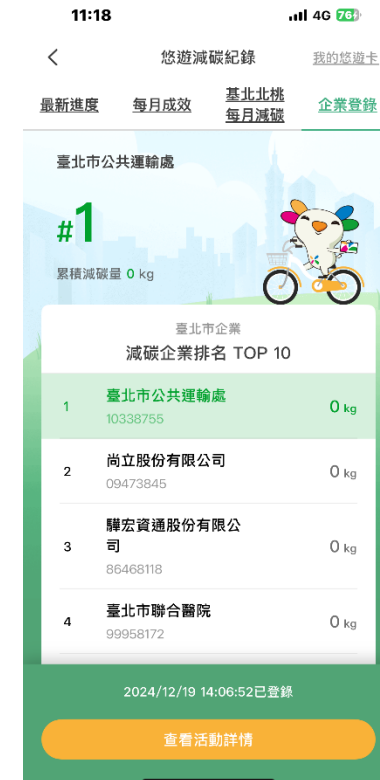 11:18
4G 76
悠遊減碳紀錄
我的悠遊卡
最新進度
每月成效
基北北桃
每月減碳
企業登錄
臺北市公共運輸處
#1
累積減碳量 0 kg
臺北市企業
減碳企業排名 TOP 10
1
臺北市公共運輸處
10338755
0 kg
2
尚立股份有限公司
09473845
0 kg
3
驊宏資通股份有限公
司
86468118
0 kg
4
臺北市聯合醫院
99958172
0 kg
2024/12/19 14:06:52已登錄
查看活動詳情